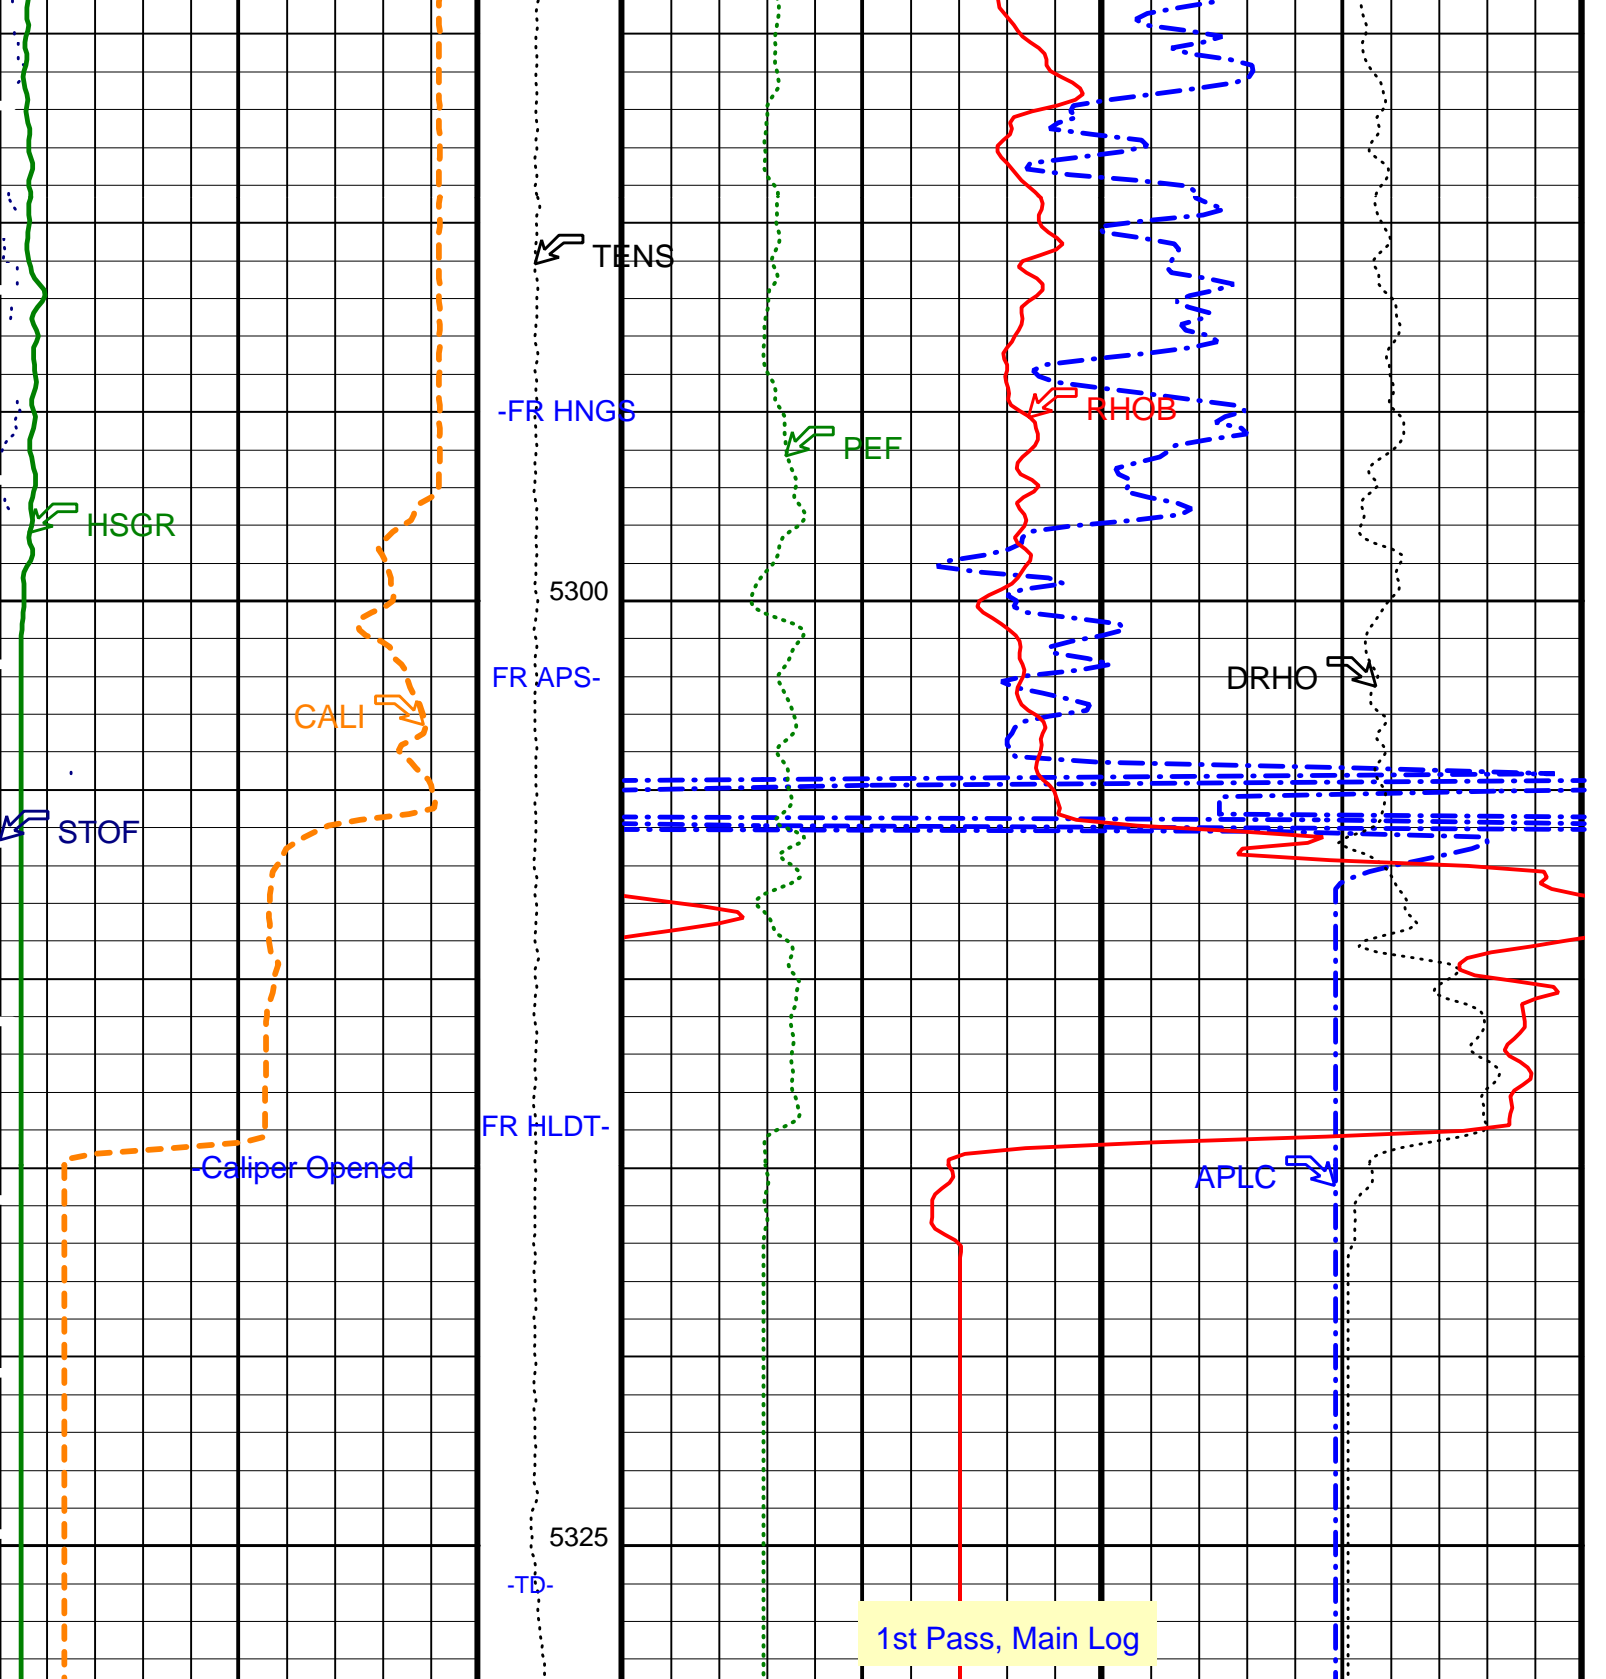 TENS
-FR HNGS
RHOB
PEF
HSGR
5300
FR APS-
DRHO
CALI
STOF
FR HLDT-
-Caliper Opened
APLC
5325
-TD-
1st Pass, Main Log